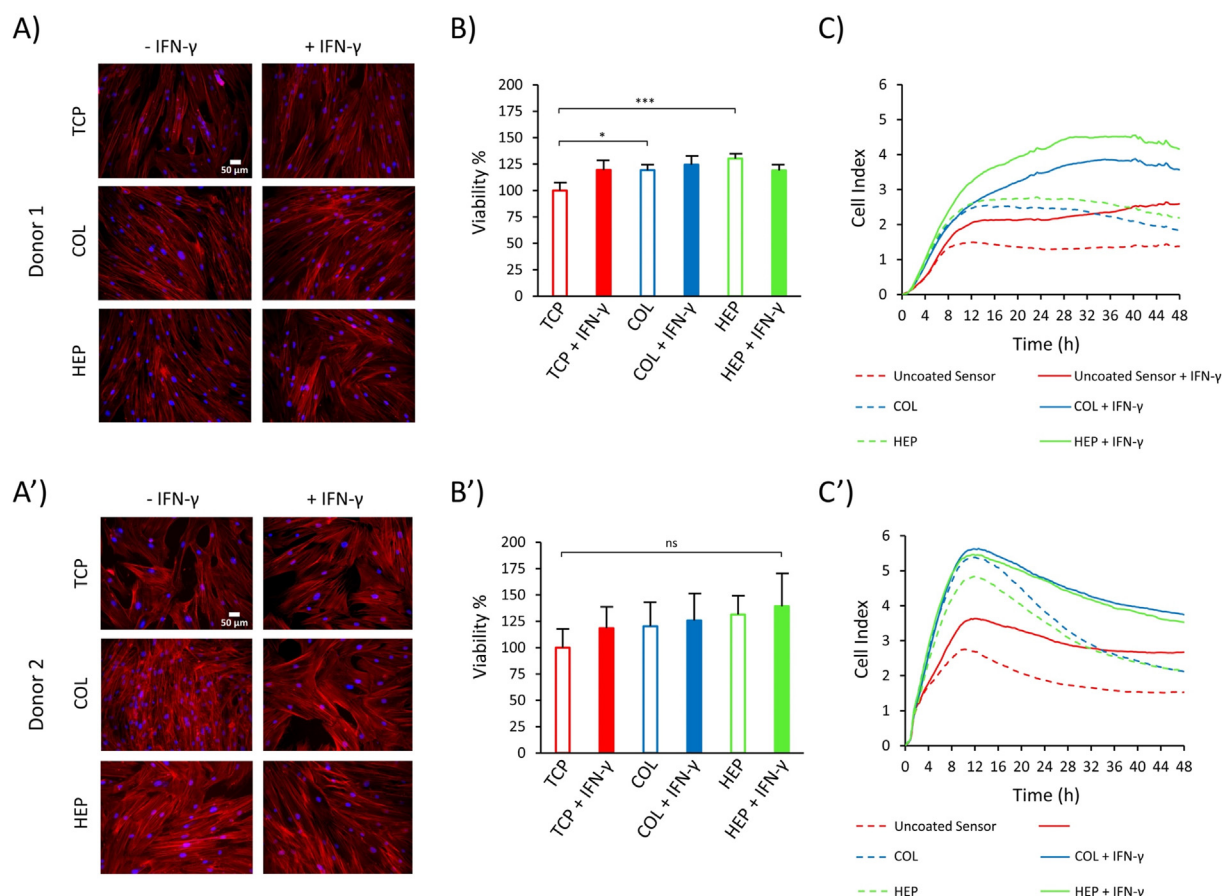 A)
- IFN-γ
+ IFN-γ
TCP
50 µm
COL
HEP
Donor 1
B)
Viability %
200
175
150
125
100
75
50
25
0
***
*
TCP
TCP + IFN-γ
COL
COL + IFN-γ
HEP
HEP + IFN-γ
C)
Cell Index
6
5
4
3
2
1
0
0 4 8 12 16 20 24 28 32 36 40 44 48
Time (h)
Uncoated Sensor
Uncoated Sensor + IFN-γ
COL
COL + IFN-γ
HEP
HEP + IFN-γ
A')
- IFN-γ
+ IFN-γ
TCP
50 µm
COL
HEP
Donor 2
B')
Viability %
200
175
150
125
100
75
50
25
0
ns
TCP
TCP + IFN-γ
COL
COL + IFN-γ
HEP
HEP + IFN-γ
C')
Cell Index
6
5
4
3
2
1
0
0 4 8 12 16 20 24 28 32 36 40 44 48
Time (h)
Uncoated Sensor
COL
COL + IFN-γ
HEP
HEP + IFN-γ